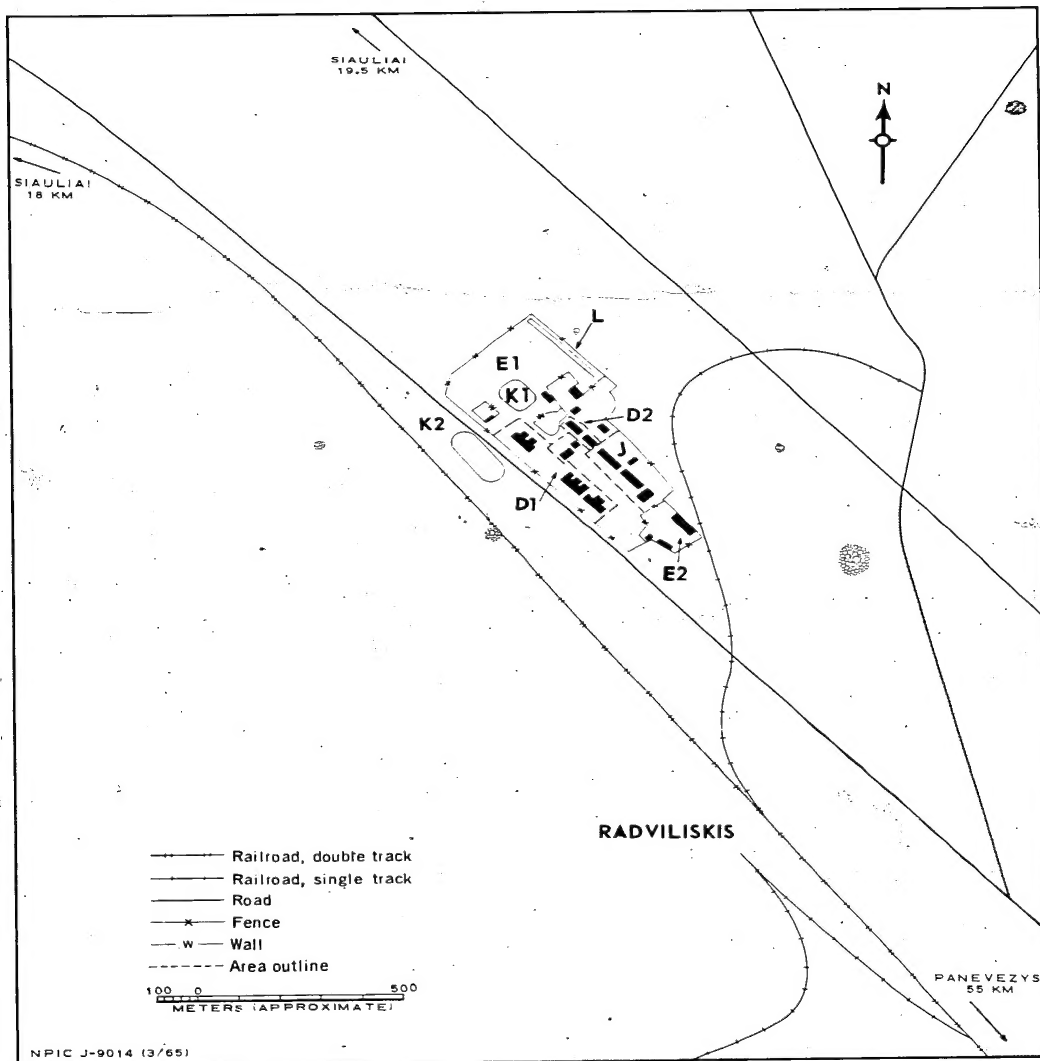 SIAULIAI
19.5 KM
N
SIAULIAI
18 KM
L
E1
K1
D2
K2
J
D1
E2
RADVILISKIS
Railroad, double track
Railroad, single track
Road
Fence
W Wall
Area outline
100 0 500
METERS (APPROXIMATE)
PANEVEZYS
55 KM
NPIC J-9014 (3/65)